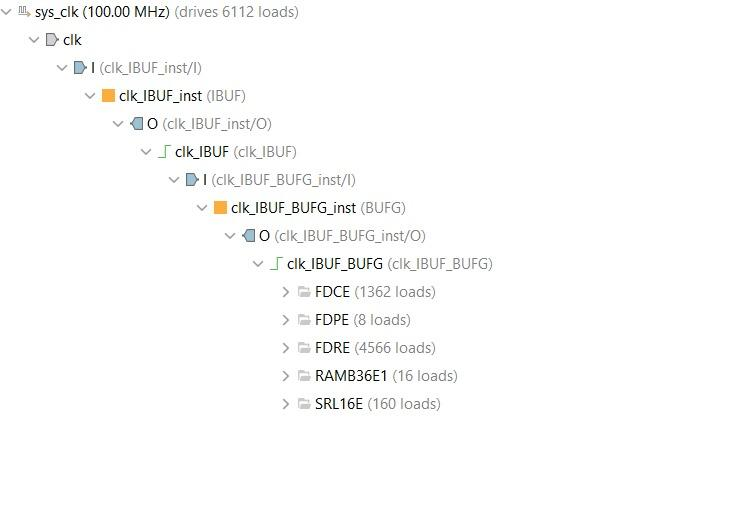 sys_clk (100.00 MHz) (drives 6112 loads)
clk
I (clk_IBUF_inst/I)
clk_IBUF_inst (IBUF)
O (clk_IBUF_inst/O)
clk_IBUF (clk_IBUF)
I (clk_IBUF_BUFG_inst/I)
clk_IBUF_BUFG_inst (BUFG)
O (clk_IBUF_BUFG_inst/O)
clk_IBUF_BUFG (clk_IBUF_BUFG)
FDCE (1362 loads)
FDPE (8 loads)
FDRE (4566 loads)
RAMB36E1 (16 loads)
SRL16E (160 loads)